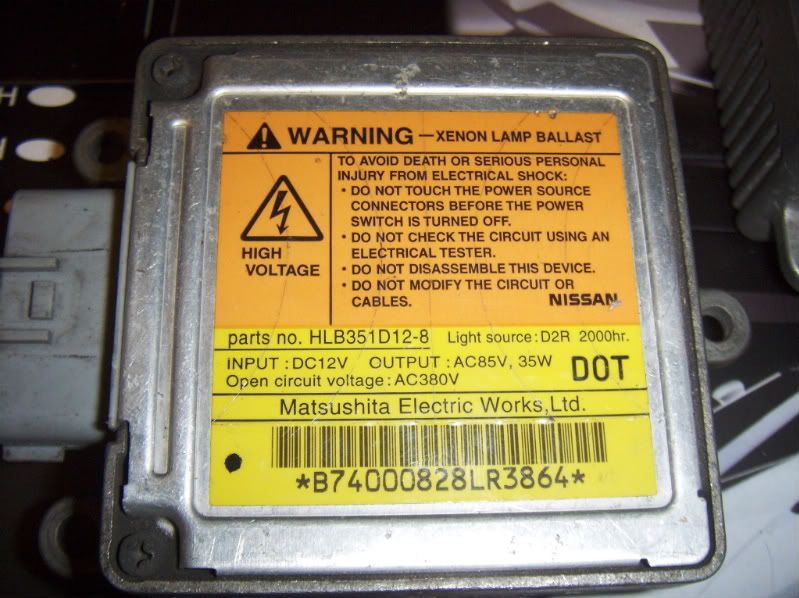 WARNING —XENON LAMP BALLAST
TO AVOID DEATH OR SERIOUS PERSONAL
INJURY FROM ELECTRICAL SHOCK:
• DO NOT TOUCH THE POWER SOURCE
CONNECTORS BEFORE THE POWER
SWITCH IS TURNED OFF.
• DO NOT CHECK THE CIRCUIT USING AN
ELECTRICAL TESTER.
• DO NOT DISASSEMBLE THIS DEVICE.
• DO NOT MODIFY THE CIRCUIT OR
CABLES.
HIGH
VOLTAGE
NISSAN
parts no. HLB351D12-8 Light source:D2R 2000hr.
INPUT :DC12V OUTPUT :AC85V, 35W
Open circuit voltage:AC380V
DOT
Matsushita Electric Works,Ltd.
*B74000828LR3864*
H